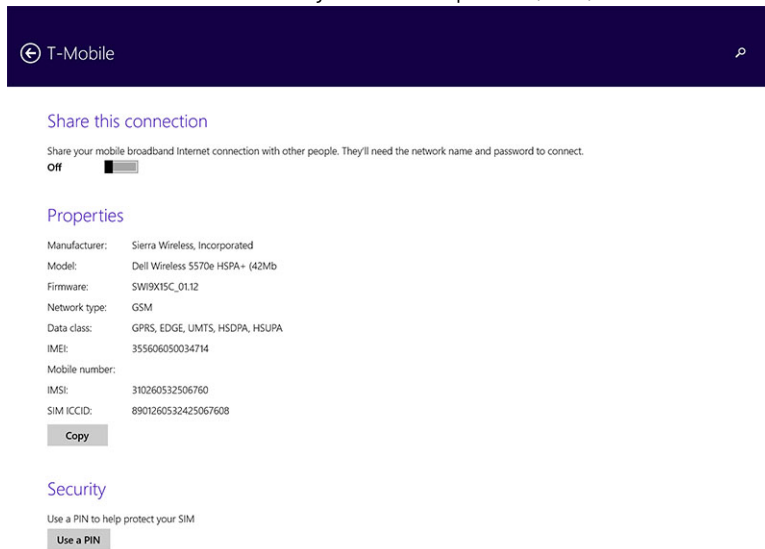 T-Mobile
Share this connection
Share your mobile broadband Internet connection with other people. They'll need the network name and password to connect.
Off
Properties
Manufacturer: Sierra Wireless, Incorporated
Model: Dell Wireless 5570e HSPA+ (42Mb
Firmware: SWI9X15C_01.12
Network type: GSM
Data class: GPRS, EDGE, UMTS, HSDPA, HSUPA
IMEI: 355606050034714
Mobile number:
IMSI: 310260532506760
SIM ICCID: 8901260532425067608
Copy
Security
Use a PIN to help protect your SIM
Use a PIN